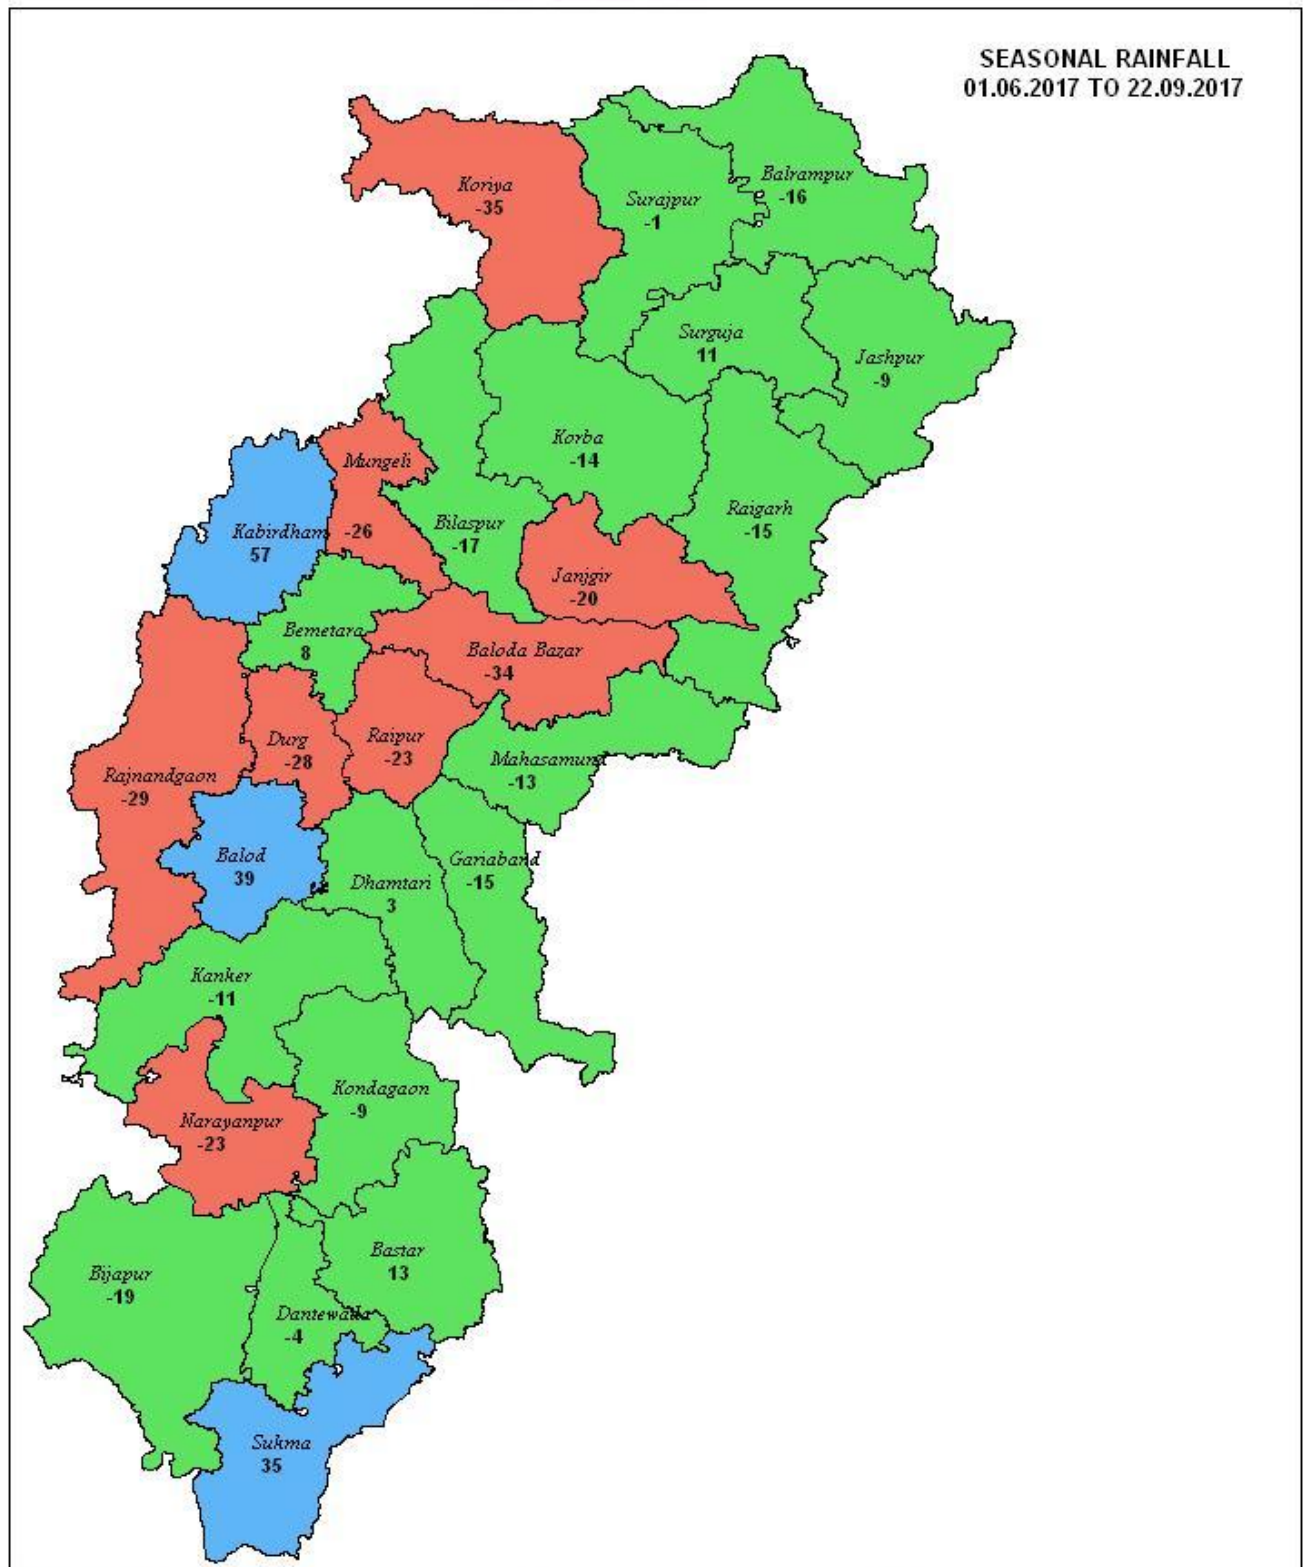 SEASONAL RAINFALL
01.06.2017 TO 22.09.2017
Koriya
-35
Surajpur
-1
Balrampur
-16
Surguja
11
Jashpur
-9
Korba
-14
Mungeli
-26
Kabirdham
57
Bilaspur
-17
Raigarh
-15
Janjgir
-20
Bemetara
8
Baloda Bazar
-34
Durg
-28
Raipur
-23
Mahasamund
-13
Rajnandgaon
-29
Balod
39
Dhamtari
3
Gariaband
-15
Kanker
-11
Kondagaon
-9
Narayanpur
-23
Bastar
13
Bijapur
-19
Dantewada
-4
Sukma
35